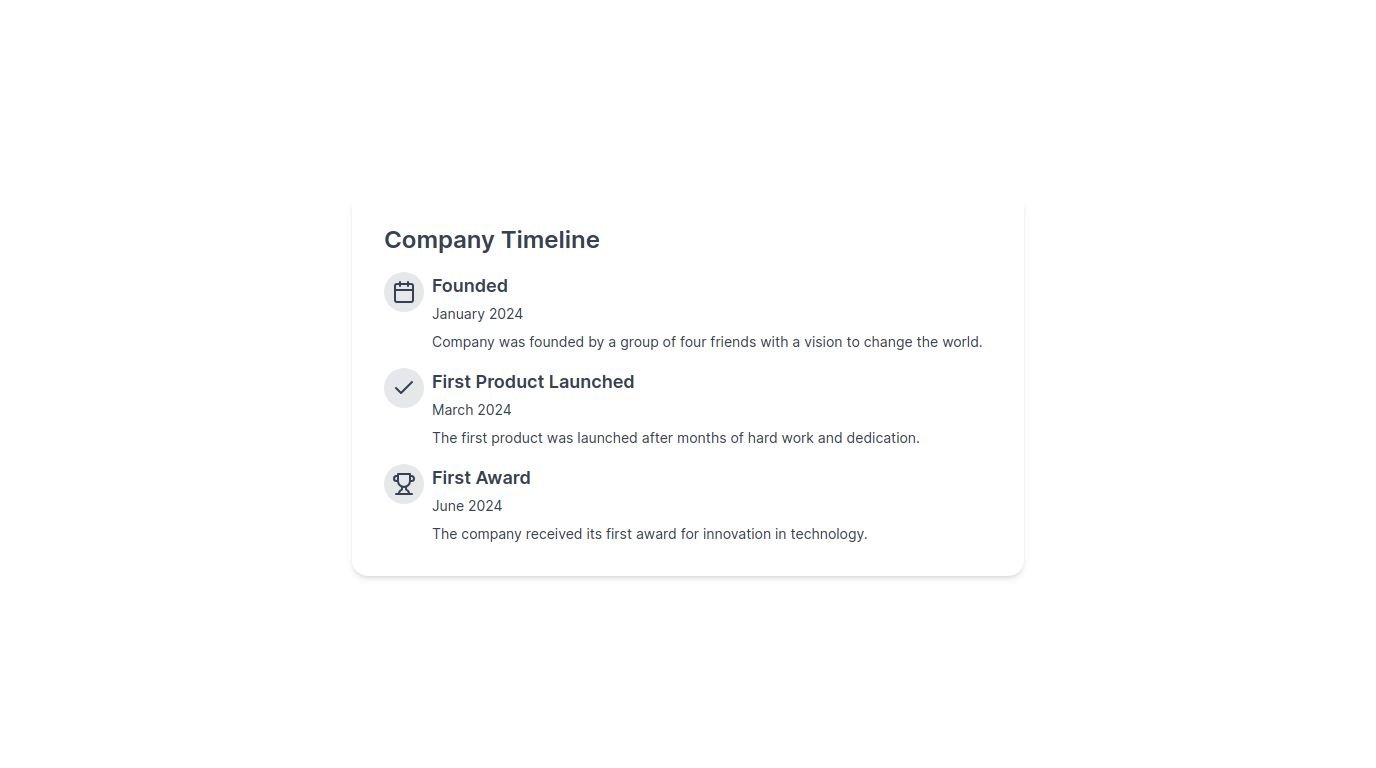 Company Timeline
Founded
January 2024
Company was founded by a group of four friends with a vision to change the world.
First Product Launched
March 2024
The first product was launched after months of hard work and dedication.
First Award
June 2024
The company received its first award for innovation in technology.